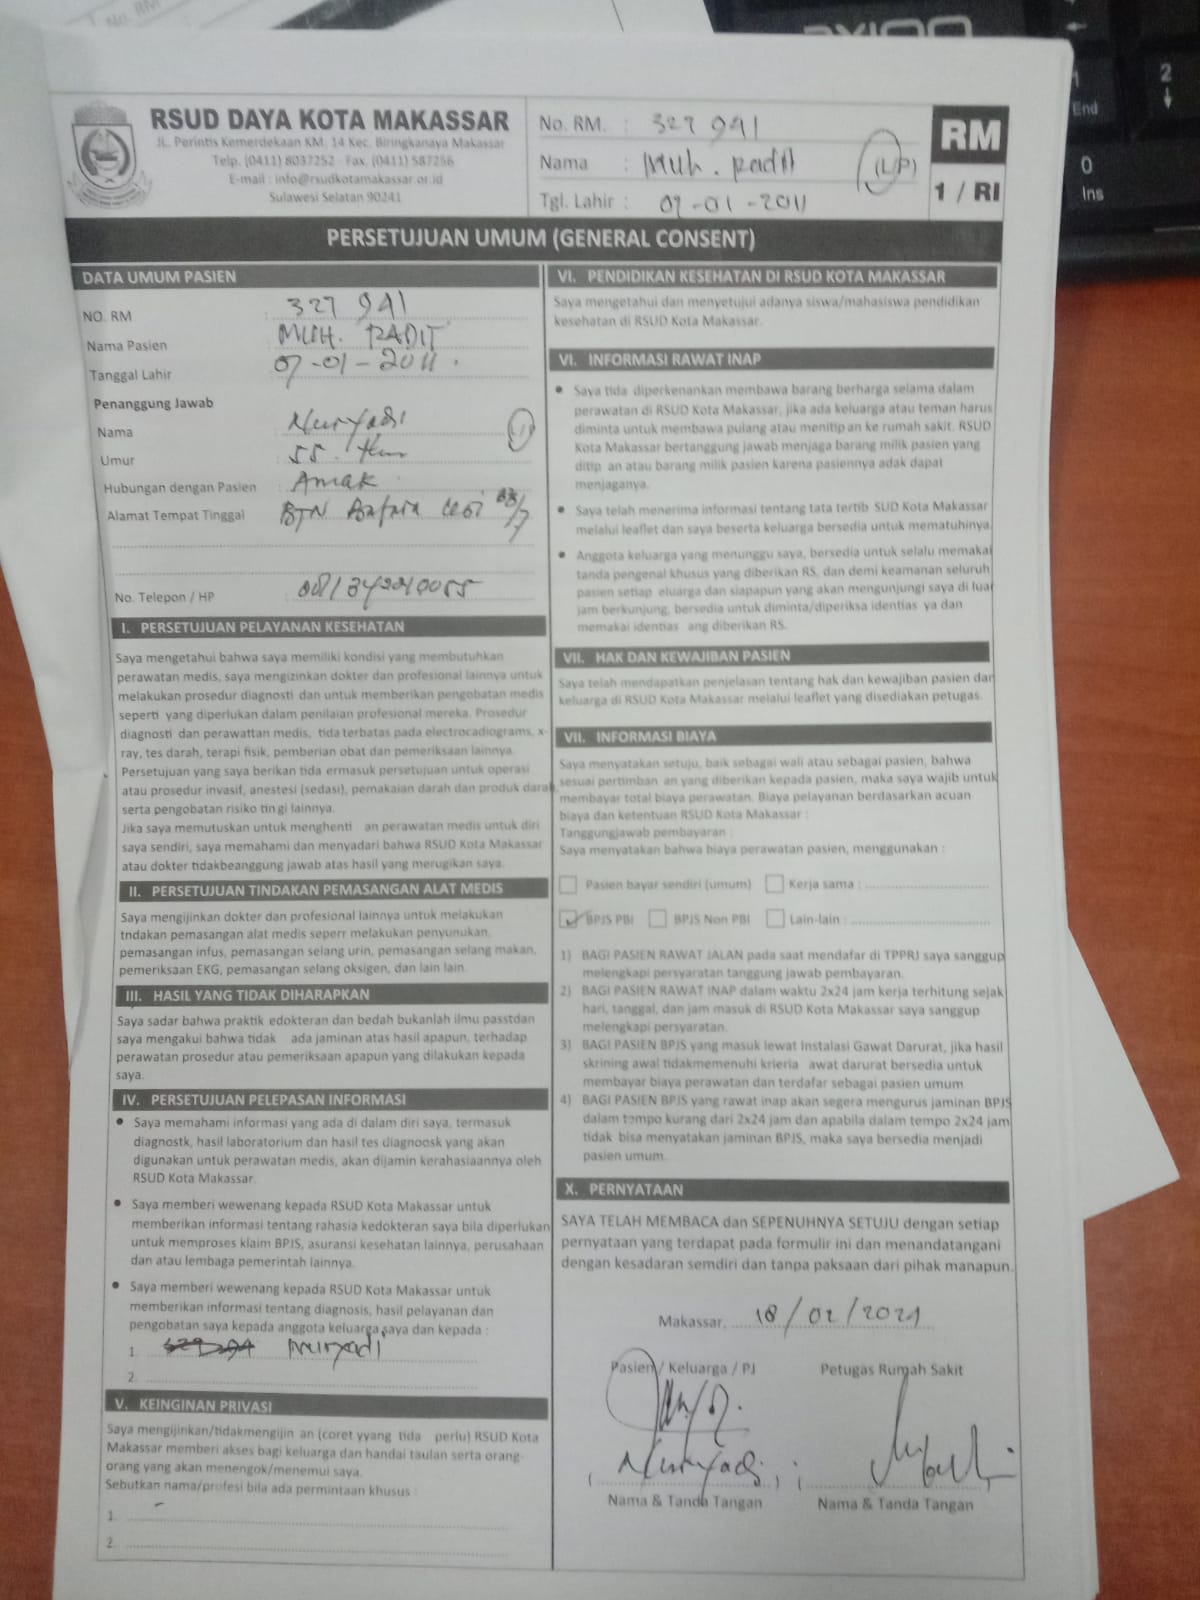 No. RM
RSUD DAYA KOTA MAKASSAR
JL. Perintis Kemerdekaan KM. 14 Kec. Biringkanaya Makassar
Telp. (0411) 8037252 - Fax. (0411) 587256
E-mail : info@rsudkotamakassar.or.id
Sulawesi Selatan 90241
No. RM. : 327 941
Nama : Muh. Radit (L/P)
Tgl. Lahir : 07-01-2011
RM
1 / RI
PERSETUJUAN UMUM (GENERAL CONSENT)
DATA UMUM PASIEN
NO. RM : 327 941
Nama Pasien : MUH. RADIT
Tanggal Lahir : 07-01-2011.
Penanggung Jawab
Nama : Nuryadi
Umur : 55
Hubungan dengan Pasien : Anak
Alamat Tempat Tinggal : BTN
No. Telepon / HP :
I. PERSETUJUAN PELAYANAN KESEHATAN
Saya mengetahui bahwa saya memiliki kondisi yang membutuhkan
perawatan medis, saya mengizinkan dokter dan profesional lainnya untuk
melakukan prosedur diagnosti dan untuk memberikan pengobatan medis
seperti yang diperlukan dalam penilaian profesional mereka. Prosedur
diagnosti dan perawattan medis, tida terbatas pada electrocadiograms, x-
ray, tes darah, terapi fisik, pemberian obat dan pemeriksaan lainnya.
Persetujuan yang saya berikan tida ermasuk persetujuan untuk operasi
atau prosedur invasif, anestesi (sedasi), pemakaian darah dan produk darah,
serta pengobatan risiko tin gi lainnya.
Jika saya memutuskan untuk menghenti an perawatan medis untuk diri
saya sendiri, saya memahami dan menyadari bahwa RSUD Kota Makassar
atau dokter tidakbeanggung jawab atas hasil yang merugikan saya.
II. PERSETUJUAN TINDAKAN PEMASANGAN ALAT MEDIS
Saya mengijinkan dokter dan profesional lainnya untuk melakukan
tndakan pemasangan alat medis seperr melakukan penyunukan,
pemasangan infus, pemasangan selang urin, pemasangan selang makan,
pemeriksaan EKG, pemasangan selang oksigen, dan lain lain.
III. HASIL YANG TIDAK DIHARAPKAN
Saya sadar bahwa praktik edokteran dan bedah bukanlah ilmu passtdan
saya mengakui bahwa tidak ada jaminan atas hasil apapun, terhadap
perawatan prosedur atau pemeriksaan apapun yang dilakukan kepada
saya.
IV. PERSETUJUAN PELEPASAN INFORMASI
• Saya memahami informasi yang ada di dalam diri saya, termasuk
diagnostk, hasil laboratorium dan hasil tes diagnoosk yang akan
digunakan untuk perawatan medis, akan dijamin kerahasiaannya oleh
RSUD Kota Makassar.
• Saya memberi wewenang kepada RSUD Kota Makassar untuk
memberikan informasi tentang rahasia kedokteran saya bila diperlukan
untuk memproses klaim BPJS, asuransi kesehatan lainnya, perusahaan
dan atau lembaga pemerintah lainnya.
• Saya memberi wewenang kepada RSUD Kota Makassar untuk
memberikan informasi tentang diagnosis, hasil pelayanan dan
pengobatan saya kepada anggota keluarga saya dan kepada :
1. Nuryadi
2.
V. KEINGINAN PRIVASI
Saya mengijinkan/tidakmengijin an (coret yyang tida perlu) RSUD Kota
Makassar memberi akses bagi keluarga dan handai taulan serta orang-
orang yang akan menengok/menemui saya.
Sebutkan nama/profesi bila ada permintaan khusus :
1. -
2.
VI. PENDIDIKAN KESEHATAN DI RSUD KOTA MAKASSAR
Saya mengetahui dan menyetujui adanya siswa/mahasiswa pendidikan
kesehatan di RSUD Kota Makassar.
VI. INFORMASI RAWAT INAP
• Saya tida diperkenankan membawa barang berharga selama dalam
perawatan di RSUD Kota Makassar, jika ada keluarga atau teman harus
diminta untuk membawa pulang atau menitip an ke rumah sakit. RSUD
Kota Makassar bertanggung jawab menjaga barang milik pasien yang
ditip an atau barang milik pasien karena pasiennya adak dapat
menjaganya.
• Saya telah menerima informasi tentang tata tertib SUD Kota Makassar
melalui leaflet dan saya beserta keluarga bersedia untuk mematuhinya.
• Anggota keluarga yang menunggu saya, bersedia untuk selalu memakai
tanda pengenal khusus yang diberikan RS, dan demi keamanan seluruh
pasien setiap eluarga dan siapapun yang akan mengunjungi saya di luar
jam berkunjung, bersedia untuk diminta/diperiksa identias ya dan
memakai identias ang diberikan RS.
VII. HAK DAN KEWAJIBAN PASIEN
Saya telah mendapatkan penjelasan tentang hak dan kewajiban pasien dan
keluarga di RSUD Kota Makassar melalui leaflet yang disediakan petugas.
VII. INFORMASI BIAYA
Saya menyatakan setuju, baik sebagai wali atau sebagai pasien, bahwa
sesuai pertimban an yang diberikan kepada pasien, maka saya wajib untuk
membayar total biaya perawatan. Biaya pelayanan berdasarkan acuan
biaya dan ketentuan RSUD Kota Makassar :
Tanggungjawab pembayaran :
Saya menyatakan bahwa biaya perawatan pasien, menggunakan :
Pasien bayar sendiri (umum) Kerja sama :
BPJS PBI BPJS Non PBI Lain-lain :
1) BAGI PASIEN RAWAT JALAN pada saat mendafar di TPPRJ saya sanggup
melengkapi persyaratan tanggung jawab pembayaran.
2) BAGI PASIEN RAWAT INAP dalam waktu 2x24 jam kerja terhitung sejak
hari, tanggal, dan jam masuk di RSUD Kota Makassar saya sanggup
melengkapi persyaratan.
3) BAGI PASIEN BPJS yang masuk lewat Instalasi Gawat Darurat, jika hasil
skrining awal tidakmemenuhi krieria awat darurat bersedia untuk
membayar biaya perawatan dan terdafar sebagai pasien umum
4) BAGI PASIEN BPJS yang rawat inap akan segera mengurus jaminan BPJS
dalam tempo kurang dari 2x24 jam dan apabila dalam tempo 2x24 jam
tidak bisa menyatakan jaminan BPJS, maka saya bersedia menjadi
pasien umum.
X. PERNYATAAN
SAYA TELAH MEMBACA dan SEPENUHNYA SETUJU dengan setiap
pernyataan yang terdapat pada formulir ini dan menandatangani
dengan kesadaran semdiri dan tanpa paksaan dari pihak manapun.
Makassar, 18/02/2021
Pasien / Keluarga / PJ Petugas Rumah Sakit
Nuryadi
Nama & Tanda Tangan Nama & Tanda Tangan
1
End
2
0
Ins